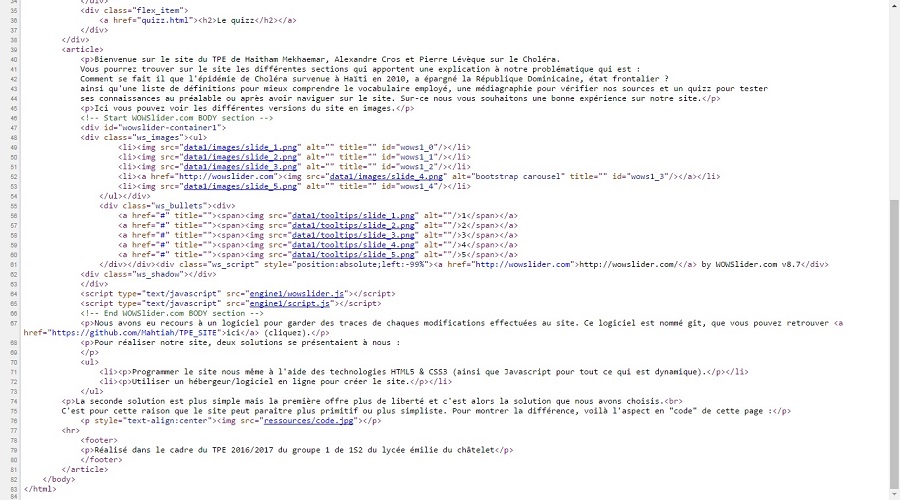 34 </div>
35 <div class="flex_item">
36 <a href="quizz.html"><h2>Le quizz</h2></a>
37 </div>
38 </div>
39 <article>
40 <p>Bienvenue sur le site du TPE de Haitham Mekhaemar, Alexandre Cros et Pierre Lévèque sur le Choléra.
41 Vous pourrez trouver sur le site les différentes sections qui apportent une explication à notre problématique qui est :
42 Comment se fait il que l'épidémie de Choléra survenue à Haïti en 2010, a épargné la République Dominicaine, état frontalier ?
43 ainsi qu'une liste de définitions pour mieux comprendre le vocabulaire employé, une médiagraphie pour vérifier nos sources et un quizz pour tester
44 ses connaissances au préalable ou après avoir naviguer sur le site. Sur-ce nous vous souhaitons une bonne expérience sur notre site.</p>
45 <p>Ici vous pouvez voir les différentes versions du site en images.</p>
46 <!-- Start WOWSlider.com BODY section -->
47 <div id="wowslider-container1">
48 <div class="ws_images"><ul>
49 <li><img src="data1/images/slide_1.png" alt="" title="" id="wows1_0"/></li>
50 <li><img src="data1/images/slide_2.png" alt="" title="" id="wows1_1"/></li>
51 <li><img src="data1/images/slide_3.png" alt="" title="" id="wows1_2"/></li>
52 <li><a href="http://wowslider.com"><img src="data1/images/slide_4.png" alt="bootstrap carousel" title="" id="wows1_3"/></a></li>
53 <li><img src="data1/images/slide_5.png" alt="" title="" id="wows1_4"/></li>
54 </ul></div>
55 <div class="ws_bullets"><div>
56 <a href="#" title=""><span><img src="data1/tooltips/slide_1.png" alt=""/>1</span></a>
57 <a href="#" title=""><span><img src="data1/tooltips/slide_2.png" alt=""/>2</span></a>
58 <a href="#" title=""><span><img src="data1/tooltips/slide_3.png" alt=""/>3</span></a>
59 <a href="#" title=""><span><img src="data1/tooltips/slide_4.png" alt=""/>4</span></a>
60 <a href="#" title=""><span><img src="data1/tooltips/slide_5.png" alt=""/>5</span></a>
61 </div></div><div class="ws_script" style="position:absolute;left:-99%"><a href="http://wowslider.com">http://wowslider.com/</a> by WOWSlider.com v8.7</div>
62 <div class="ws_shadow"></div>
63 </div>
64 <script type="text/javascript" src="engine1/wowslider.js"></script>
65 <script type="text/javascript" src="engine1/script.js"></script>
66 <!-- End WOWSlider.com BODY section -->
67 <p>Nous avons eu recours à un logiciel pour garder des traces de chaques modifications effectuées au site. Ce logiciel est nommé git, que vous pouvez retrouver <a
href="https://github.com/Mahtiah/TPE_SITE">ici</a> (cliquez).</p>
68 <p>Pour réaliser notre site, deux solutions se présentaient à nous :
69 </p>
70 <ul>
71 <li><p>Programmer le site nous même à l'aide des technologies HTML5 & CSS3 (ainsi que Javascript pour tout ce qui est dynamique).</p></li>
72 <li><p>Utiliser un hébergeur/logiciel en ligne pour créer le site.</p></li>
73 </ul>
74 <p>La seconde solution est plus simple mais la première offre plus de liberté et c'est alors la solution que nous avons choisis.<br>
75 C'est pour cette raison que le site peut paraître plus primitif ou plus simpliste. Pour montrer la différence, voilà l'aspect en "code" de cette page :</p>
76 <p style="text-align:center"><img src="ressources/code.jpg"></p>
77 <hr>
78 <footer>
79 <p>Réalisé dans le cadre du TPE 2016/2017 du groupe 1 de 1S2 du lycée émilie du châtelet</p>
80 </footer>
81 </article>
82 </body>
83 </html>
84